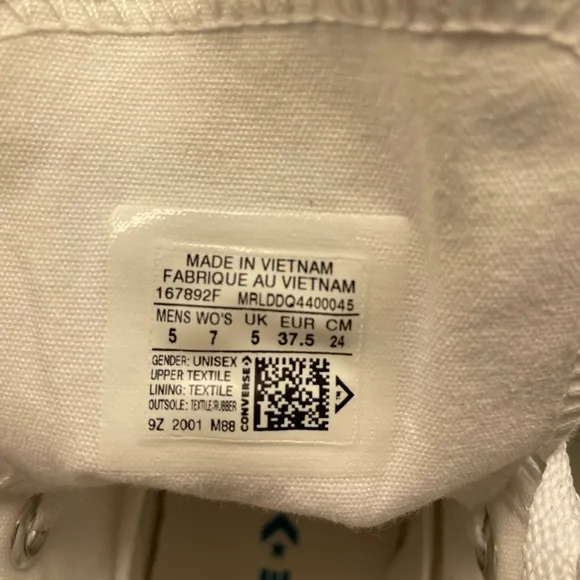 MADE IN VIETNAM
FABRIQUE AU VIETNAM
167892F MRLDDQ4400045
MENS WO'S UK EUR CM
5 7 5 37.5 24
GENDER: UNISEX
UPPER TEXTILE
LINING: TEXTILE
OUTSOLE: TEXTILE/RUBBER
CONVERSE
9Z 2001 M88